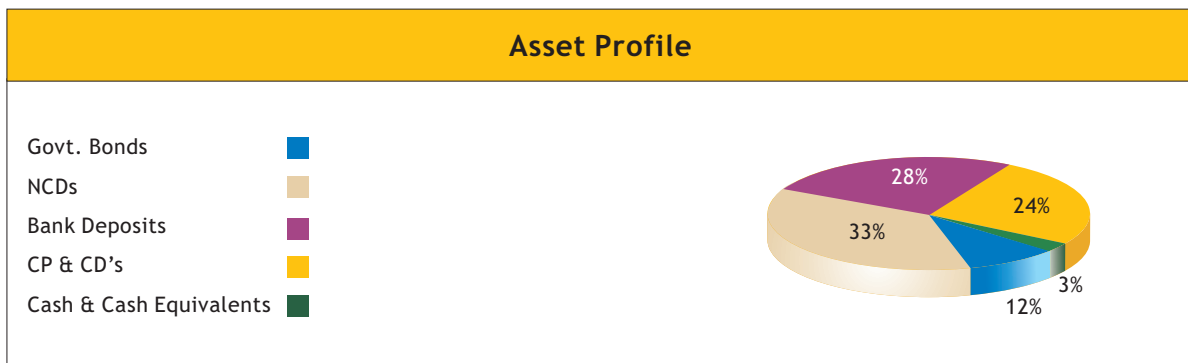 Asset Profile
Govt. Bonds
NCDs
Bank Deposits
CP & CD’s
Cash & Cash Equivalents
28%
24%
33%
3%
12%